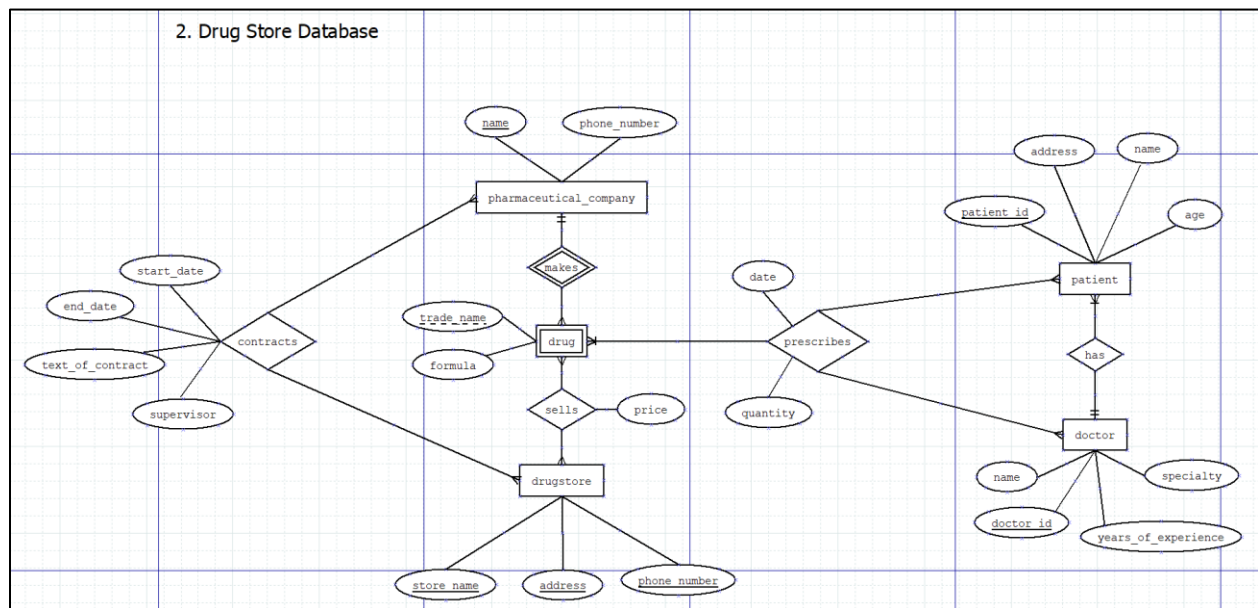 2. Drug Store Database
name
phone_number
pharmaceutical_company
makes
start_date
end_date
text_of_contract
supervisor
contracts
trade_name
formula
drug
sells
price
drugstore
store_name
address
phone_number
date
prescribes
quantity
address
name
patient_id
age
patient
has
doctor
name
specialty
doctor_id
years_of_experience